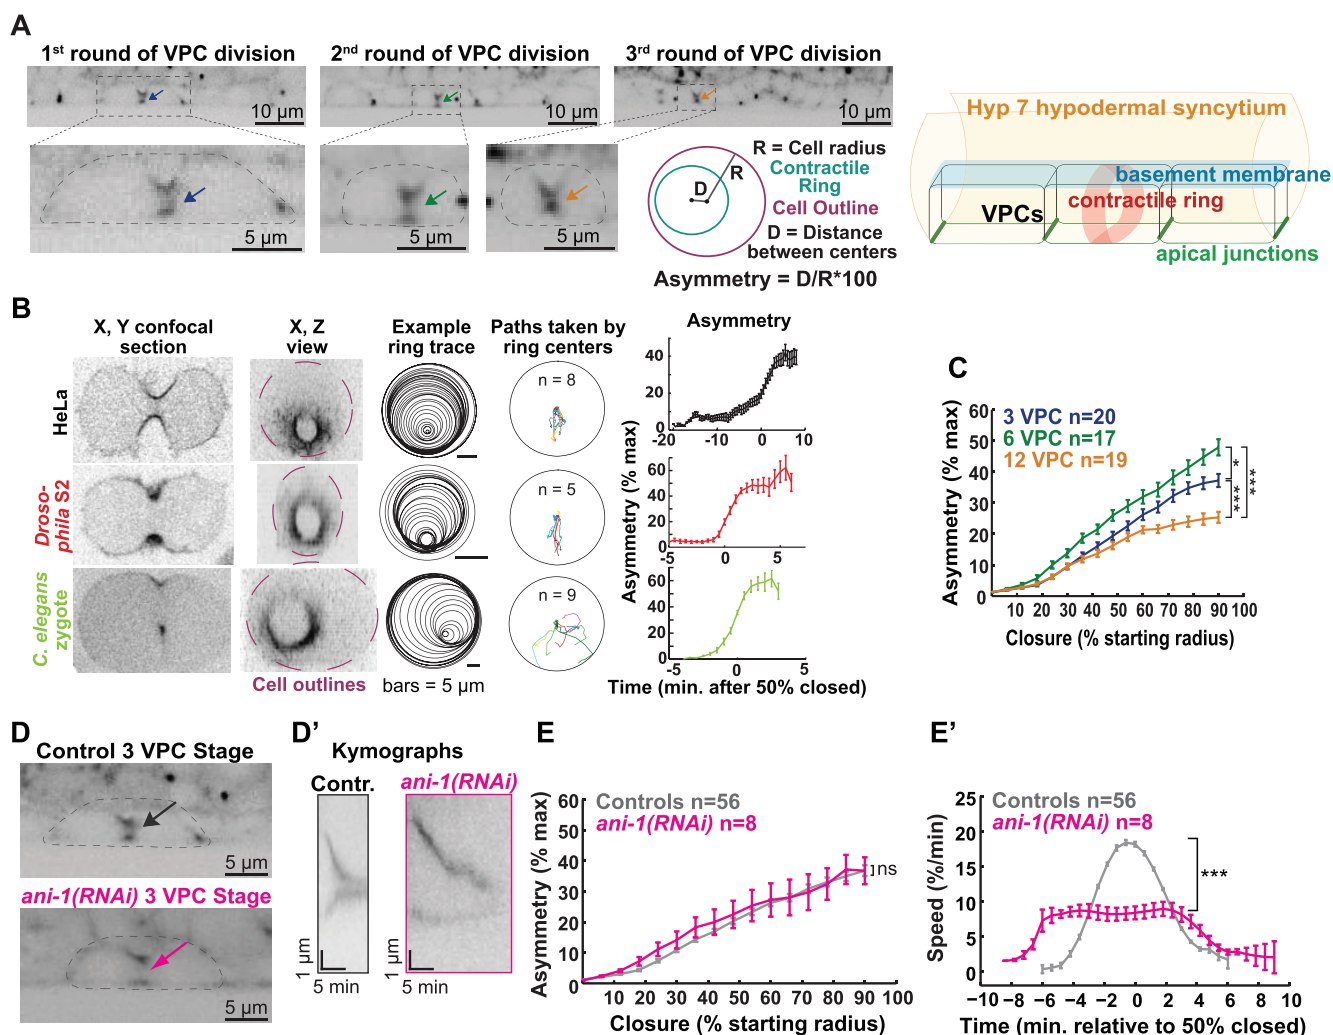 A
1st round of VPC division
2nd round of VPC division
3rd round of VPC division
10 µm
10 µm
10 µm
5 µm
5 µm
5 µm
R = Cell radius
Contractile
Ring
Cell Outline
D = Distance
between centers
D
R
Asymmetry = D/R*100
Hyp 7 hypodermal syncytium
basement membrane
VPCs
contractile ring
apical junctions
B
X, Y confocal
section
X, Z
view
Example
ring trace
Paths taken by
ring centers
Asymmetry
HeLa
n = 8
Droso-
phila S2
n = 5
C. elegans
zygote
n = 9
Cell outlines
bars = 5 µm
Asymmetry (% max)
40
20
0
-20
-10
0
10
60
40
20
0
-5
0
5
60
40
20
0
-5
0
5
Time (min. after 50% closed)
C
3 VPC n=20
6 VPC n=17
12 VPC n=19
Asymmetry (% max)
60
50
40
30
20
10
0
10 20 30 40 50 60 70 80 90 100
Closure (% starting radius)
*
***
***
D
Control 3 VPC Stage
5 µm
ani-1(RNAi) 3 VPC Stage
5 µm
D'
Kymographs
Contr.
ani-1(RNAi)
1 µm
5 min
1 µm
5 min
E
Controls n=56
ani-1(RNAi) n=8
Asymmetry (% max)
60
50
40
30
20
10
0
10 20 30 40 50 60 70 80 90 100
Closure (% starting radius)
ns
E'
Controls n=56
ani-1(RNAi) n=8
Speed (%/min)
25
20
15
10
5
0
−10 −8 −6 −4 −2 0 2 4 6 8 10
Time (min. relative to 50% closed)
***